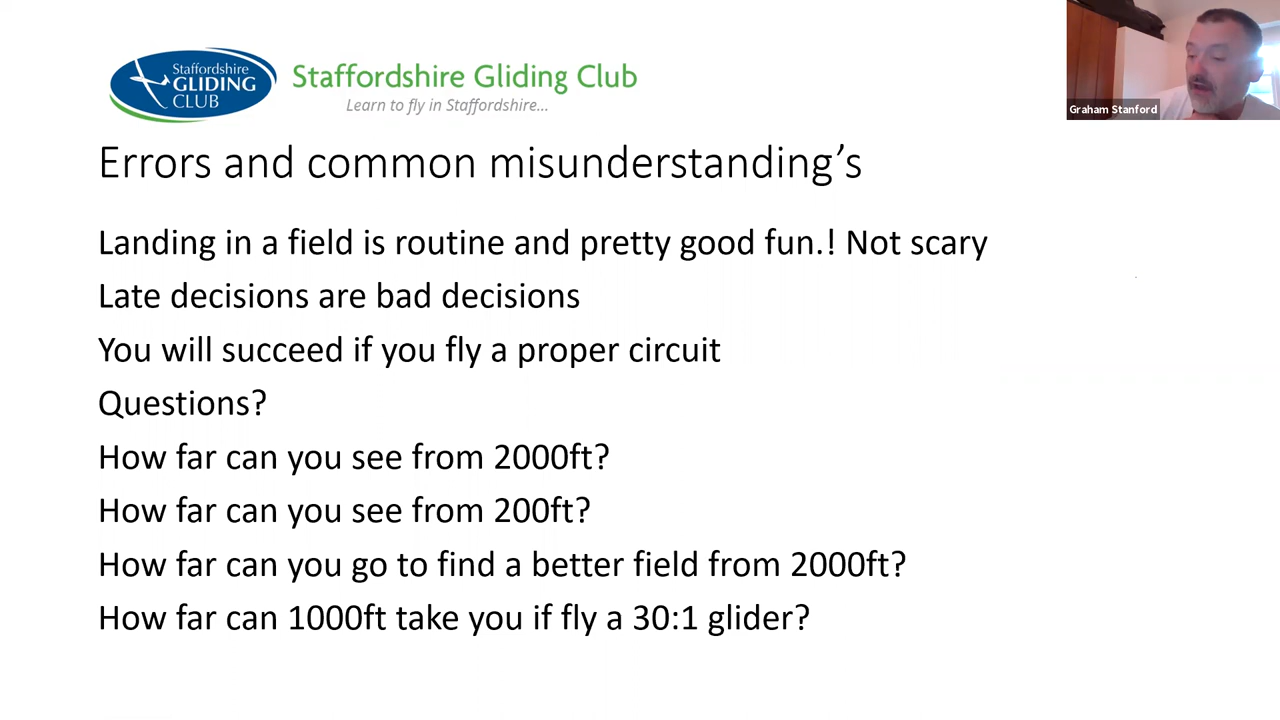 Staffordshire
GLIDING
CLUB
Staffordshire Gliding Club
Learn to fly in Staffordshire...
Graham Stanford
Errors and common misunderstanding’s
Landing in a field is routine and pretty good fun.! Not scary
Late decisions are bad decisions
You will succeed if you fly a proper circuit
Questions?
How far can you see from 2000ft?
How far can you see from 200ft?
How far can you go to find a better field from 2000ft?
How far can 1000ft take you if fly a 30:1 glider?